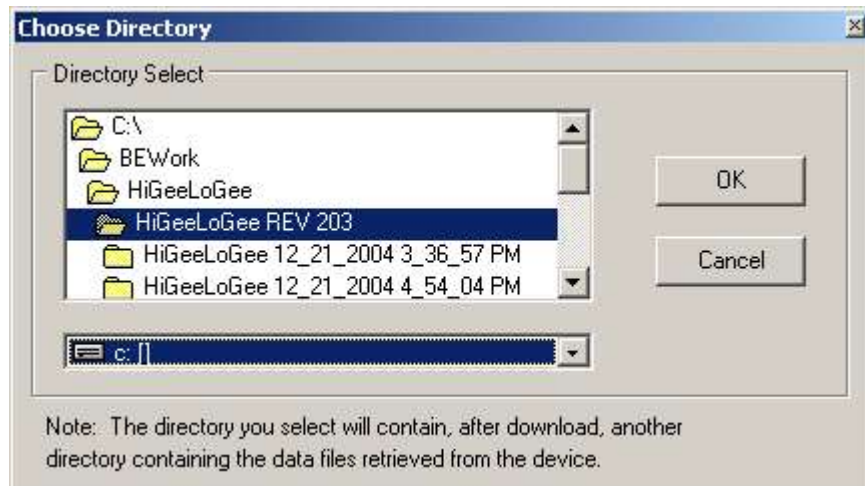 Choose Directory
Directory Select
C:\
BEWork
HiGeeLoGee
HiGeeLoGee REV 203
HiGeeLoGee 12_21_2004 3_36_57 PM
HiGeeLoGee 12_21_2004 4_54_04 PM
OK
Cancel
c: []
Note:  The directory you select will contain, after download, another
directory containing the data files retrieved from the device.